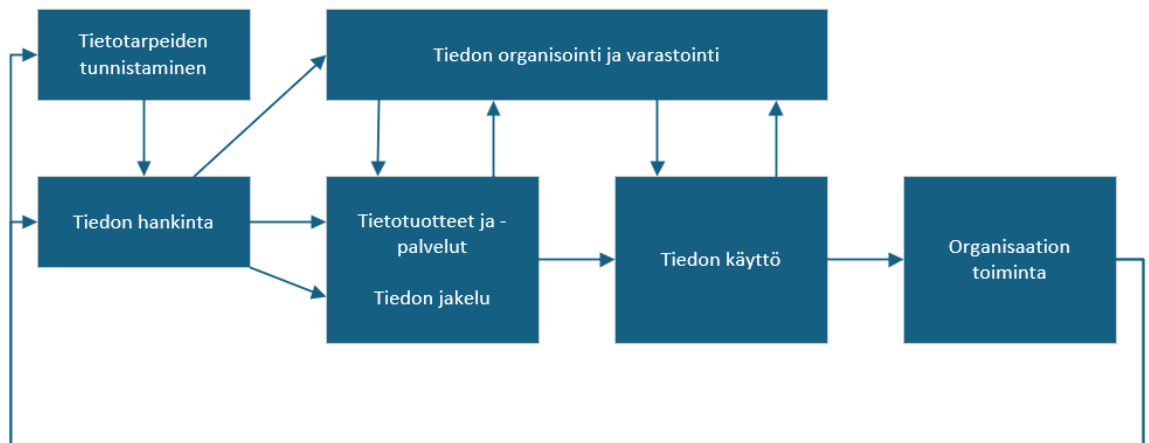 Tietotarpeiden
tunnistaminen
Tiedon organisointi ja varastointi
Tiedon hankinta
Tietotuotteet ja -
palvelut
Tiedon jakelu
Tiedon käyttö
Organisaation
toiminta